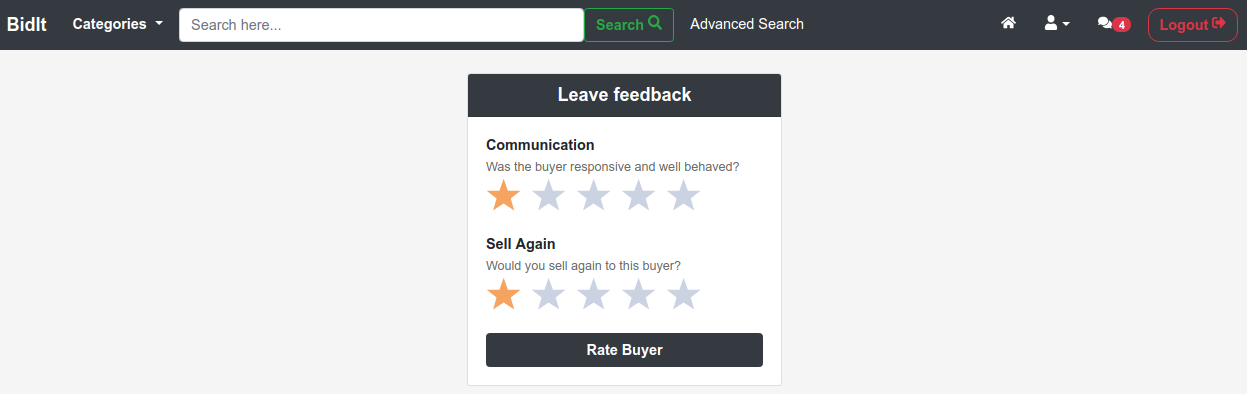 BidIt Categories Search here... Search Advanced Search 4 Logout
Leave feedback
Communication
Was the buyer responsive and well behaved?
Sell Again
Would you sell again to this buyer?
Rate Buyer